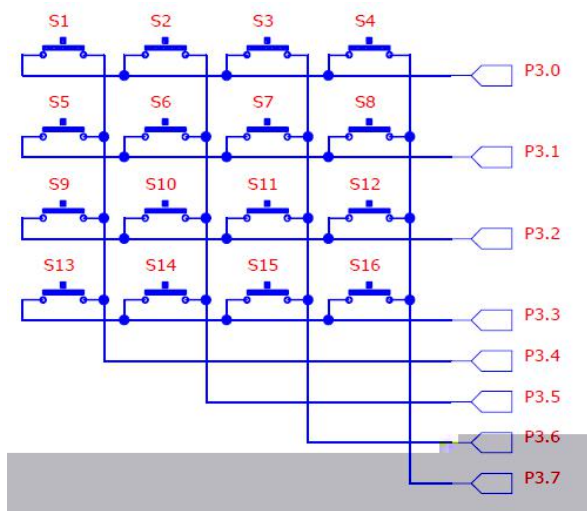 S1 S2 S3 S4
P3.0
S5 S6 S7 S8
P3.1
S9 S10 S11 S12
P3.2
S13 S14 S15 S16
P3.3
P3.4
P3.5
P3.6
P3.7